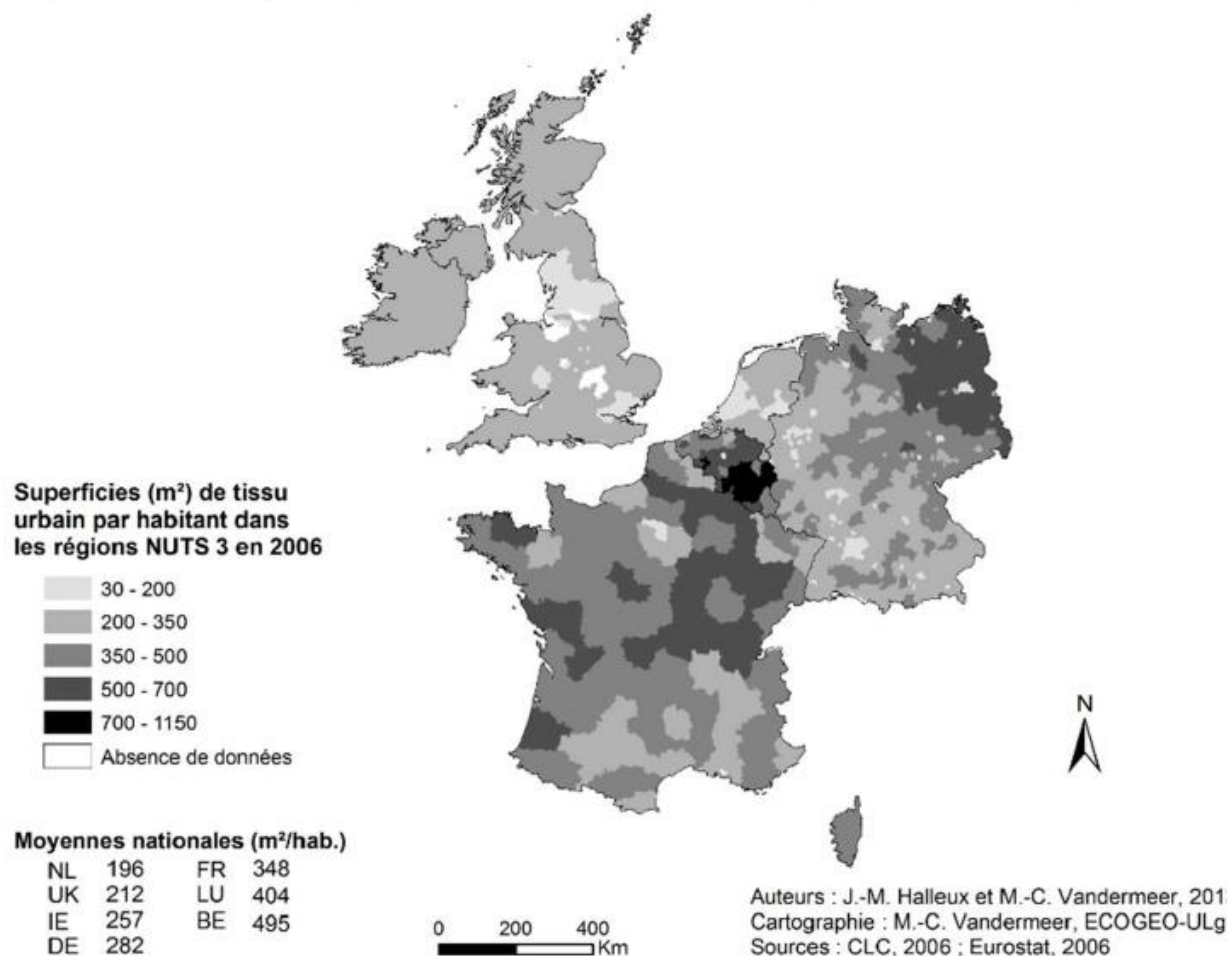 N
Superficies (m²) de tissu
urbain par habitant dans
les régions NUTS 3 en 2006
30 - 200
200 - 350
350 - 500
500 - 700
700 - 1150
Absence de données
Moyennes nationales (m²/hab.)
NL 196 FR 348
UK 212 LU 404
IE 257 BE 495
DE 282
0 200 400
Km
Auteurs : J.-M. Halleux et M.-C. Vandermeer,
Cartographie : M.-C. Vandermeer, ECOGEO-ULg
Sources : CLC, 2006 ; Eurostat, 2006